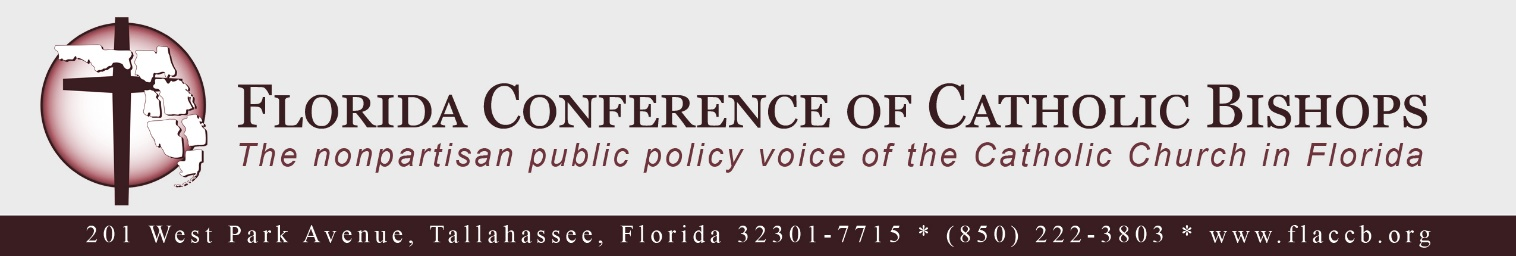 FLORIDA CONFERENCE OF CATHOLIC BISHOPS
The nonpartisan public policy voice of the Catholic Church in Florida
201 West Park Avenue, Tallahassee, Florida 32301-7715 * (850) 222-3803 * www.flaccb.org